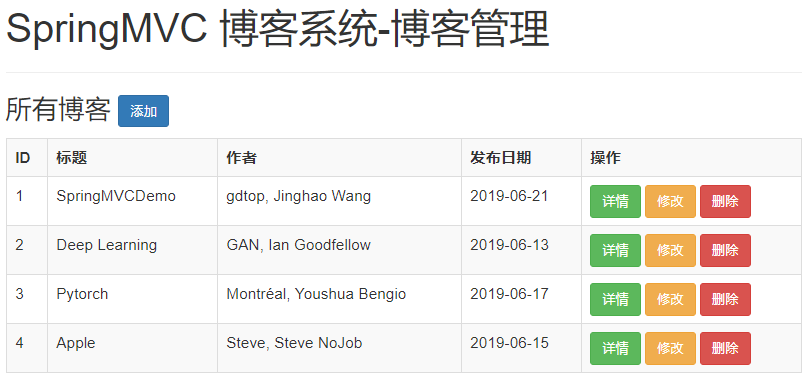 SpringMVC 博客系统-博客管理
所有博客 添加
ID 标题 作者 发布日期 操作
1 SpringMVCDemo gdtop, Jinghao Wang 2019-06-21 详情 修改 删除
2 Deep Learning GAN, Ian Goodfellow 2019-06-13 详情 修改 删除
3 Pytorch Montréal, Youshua Bengio 2019-06-17 详情 修改 删除
4 Apple Steve, Steve NoJob 2019-06-15 详情 修改 删除